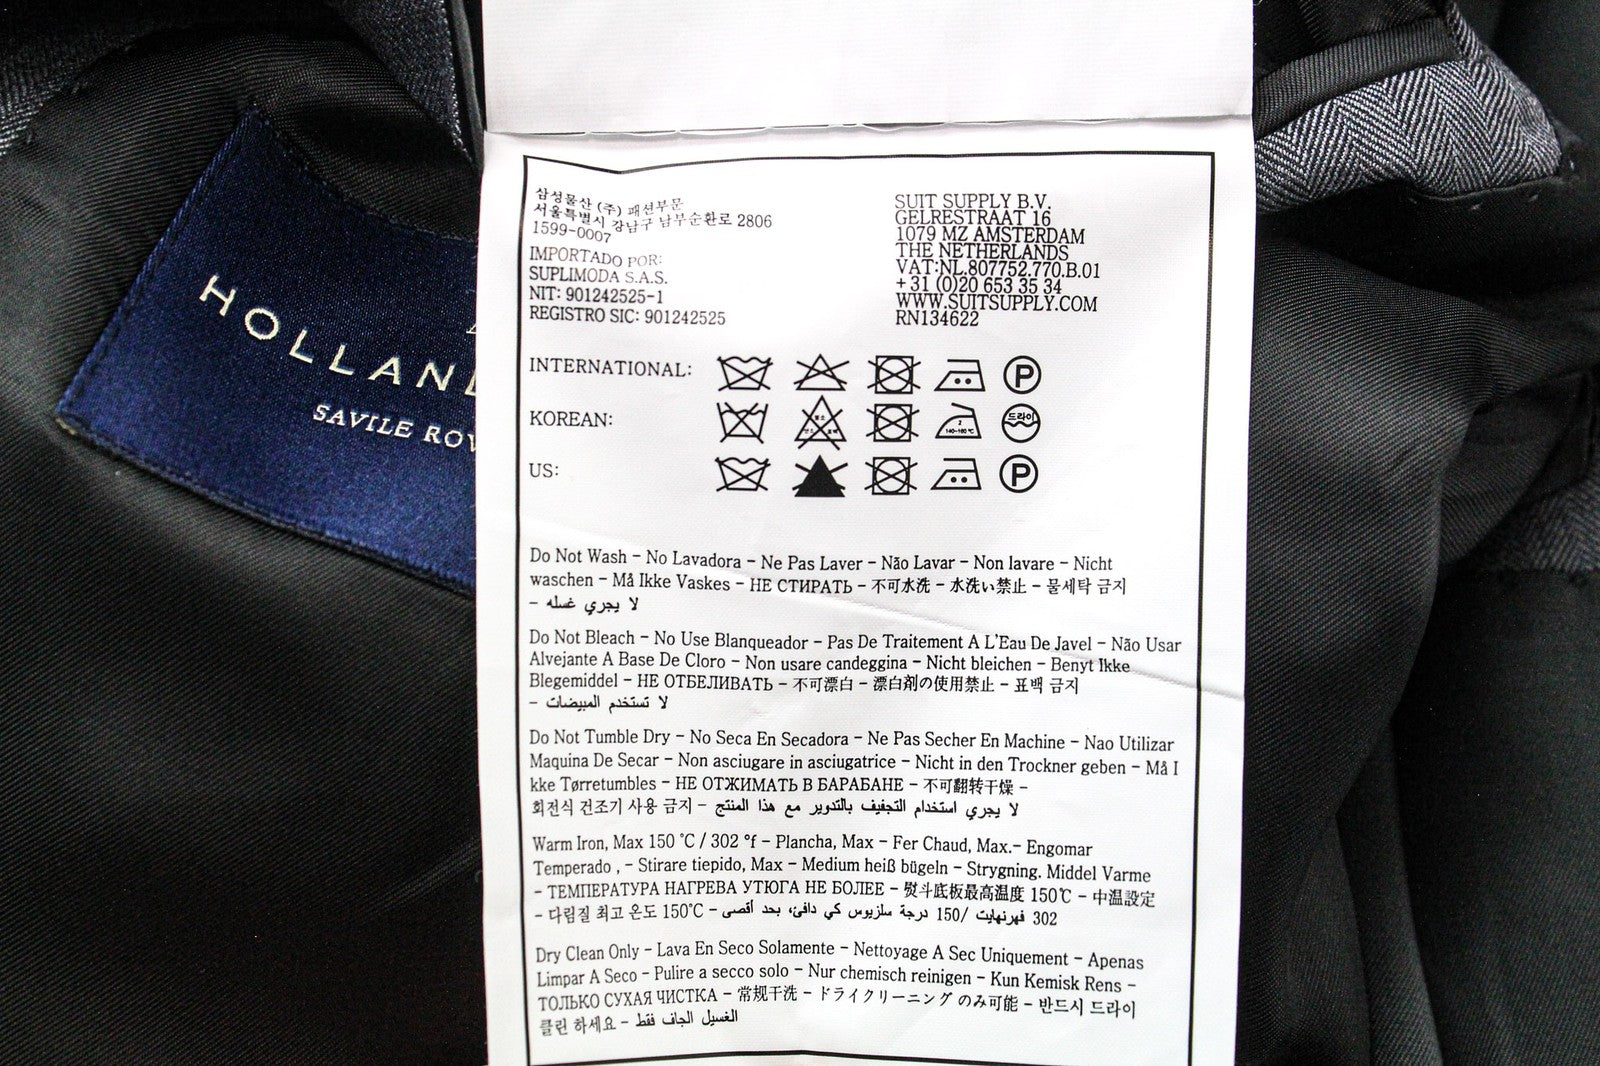 HOLLAN
SAVILE RO
삼성물산 (주) 패션부문
서울특별시 강남구 남부순환로 2806
1599-0007
IMPORTADO POR:
SUPLIMODA S.A.S.
NIT: 901242525-1
REGISTRO SIC: 901242525
SUIT SUPPLY B.V.
GELRESTRAAT 16
1079 MZ AMSTERDAM
THE NETHERLANDS
VAT:NL.807752.770.B.01
+31 (0)20 653 35 34
WWW.SUITSUPPLY.COM
RN134622
INTERNATIONAL: P
KOREAN: 2 140~160 ℃ 드라이
US: P
Do Not Wash - No Lavadora - Ne Pas Laver - Não Lavar - Non lavare - Nicht
waschen - Må Ikke Vaskes - НЕ СТИРАТЬ - 不可水洗 - 水洗い禁止 - 물세탁 금지
- لا يجري غسله
Do Not Bleach - No Use Blanqueador - Pas De Traitement A L'Eau De Javel - Não Usar
Alvejante A Base De Cloro - Non usare candeggina - Nicht bleichen - Benyt Ikke
Blegemiddel - НЕ ОТБЕЛИВАТЬ - 不可漂白 - 漂白剤の使用禁止 - 표백 금지
- لا تستخدم المبيضات
Do Not Tumble Dry - No Seca En Secadora - Ne Pas Secher En Machine - Nao Utilizar
Maquina De Secar - Non asciugare in asciugatrice - Nicht in den Trockner geben - Må I
kke Tørretumbles - НЕ ОТЖИМАТЬ В БАРАБАНЕ - 不可翻转干燥 -
회전식 건조기 사용 금지 - لا يجري استخدام التجفيف بالتدوير مع هذا المنتج
Warm Iron, Max 150 °C / 302 °f - Plancha, Max - Fer Chaud, Max.- Engomar
Temperado , - Stirare tiepido, Max - Medium heiß bügeln - Strygning. Middel Varme
- ТЕМПЕРАТУРА НАГРЕВА УТЮГА НЕ БОЛЕЕ - 熨斗底板最高温度 150℃ - 中温設定
- 다림질 최고 온도 150℃ - كي دافئ، بحد أقصى 150 درجة سلزيوس/ 302 فهرنهايت
Dry Clean Only - Lava En Seco Solamente - Nettoyage A Sec Uniquement - Apenas
Limpar A Seco - Pulire a secco solo - Nur chemisch reinigen - Kun Kemisk Rens -
ТОЛЬКО СУХАЯ ЧИСТКА - 常规干洗 - ドライクリーニング のみ可能 - 반드시 드라이
클린 하세요 - الغسيل الجاف فقط